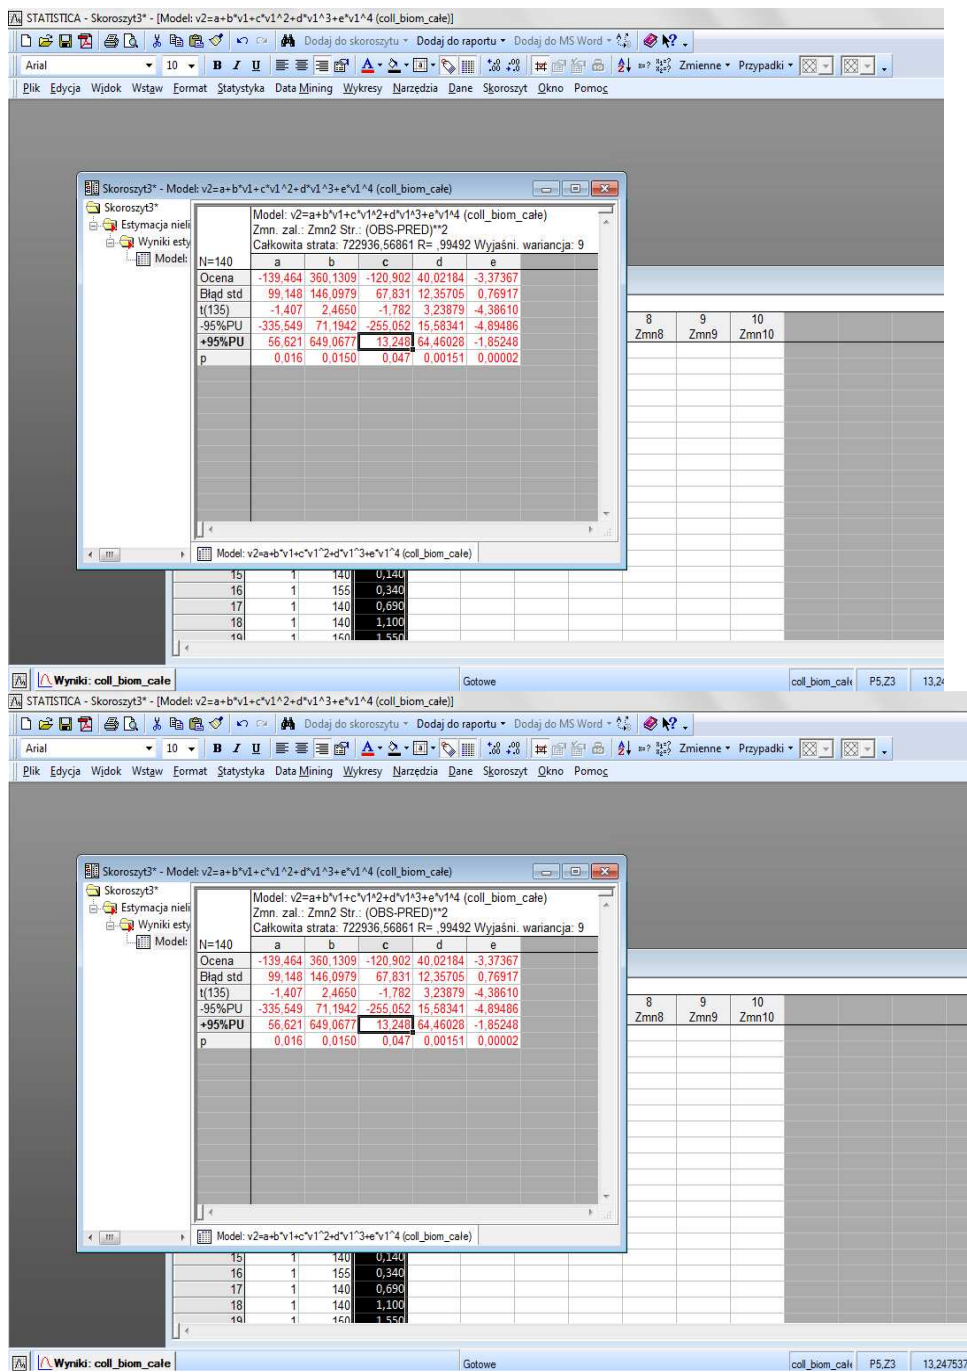 STATISTICA - Skoroszyt3* - [Model: v2=a+b*v1+c*v1^2+d*v1^3+e*v1^4 (coll_biom_całe)]
Dodaj do skoroszytu Dodaj do raportu Dodaj do MS Word
Arial 10 B I U Zmienne Przypadki
Plik Edycja Widok Wstaw Format Statystyka Data Mining Wykresy Narzędzia Dane Skoroszyt Okno Pomoc
Skoroszyt3* - Model: v2=a+b*v1+c*v1^2+d*v1^3+e*v1^4 (coll_biom_całe)
Skoroszyt3*
Estymacja nieli
Wyniki esty
Model:
Model: v2=a+b*v1+c*v1^2+d*v1^3+e*v1^4 (coll_biom_całe)
Zmn. zal.: Zmn2 Str.: (OBS-PRED)**2
Całkowita strata: 722936,56861 R= ,99492 Wyjaśni. wariancja: 9
N=140 a b c d e
Ocena -139,464 360,1309 -120,902 40,02184 -3,37367
Błąd std 99,148 146,0979 67,831 12,35705 0,76917
t(135) -1,407 2,4650 -1,782 3,23879 -4,38610
-95%PU -335,549 71,1942 -255,052 15,58341 -4,89486
+95%PU 56,621 649,0677 13,248 64,46028 -1,85248
p 0,016 0,0150 0,047 0,00151 0,00002
8 9 10
Zmn8 Zmn9 Zmn10
Model: v2=a+b*v1+c*v1^2+d*v1^3+e*v1^4 (coll_biom_całe)
15 1 140 0,140
16 1 155 0,340
17 1 140 0,690
18 1 140 1,100
19 1 150 1,550
Wyniki: coll_biom_całe Gotowe coll_biom_całe P5,Z3 13,24
STATISTICA - Skoroszyt3* - [Model: v2=a+b*v1+c*v1^2+d*v1^3+e*v1^4 (coll_biom_całe)]
Dodaj do skoroszytu Dodaj do raportu Dodaj do MS Word
Arial 10 B I U Zmienne Przypadki
Plik Edycja Widok Wstaw Format Statystyka Data Mining Wykresy Narzędzia Dane Skoroszyt Okno Pomoc
Skoroszyt3* - Model: v2=a+b*v1+c*v1^2+d*v1^3+e*v1^4 (coll_biom_całe)
Skoroszyt3*
Estymacja nieli
Wyniki esty
Model:
Model: v2=a+b*v1+c*v1^2+d*v1^3+e*v1^4 (coll_biom_całe)
Zmn. zal.: Zmn2 Str.: (OBS-PRED)**2
Całkowita strata: 722936,56861 R= ,99492 Wyjaśni. wariancja: 9
N=140 a b c d e
Ocena -139,464 360,1309 -120,902 40,02184 -3,37367
Błąd std 99,148 146,0979 67,831 12,35705 0,76917
t(135) -1,407 2,4650 -1,782 3,23879 -4,38610
-95%PU -335,549 71,1942 -255,052 15,58341 -4,89486
+95%PU 56,621 649,0677 13,248 64,46028 -1,85248
p 0,016 0,0150 0,047 0,00151 0,00002
8 9 10
Zmn8 Zmn9 Zmn10
Model: v2=a+b*v1+c*v1^2+d*v1^3+e*v1^4 (coll_biom_całe)
15 1 140 0,140
16 1 155 0,340
17 1 140 0,690
18 1 140 1,100
19 1 150 1,550
Wyniki: coll_biom_całe Gotowe coll_biom_całe P5,Z3 13,247537